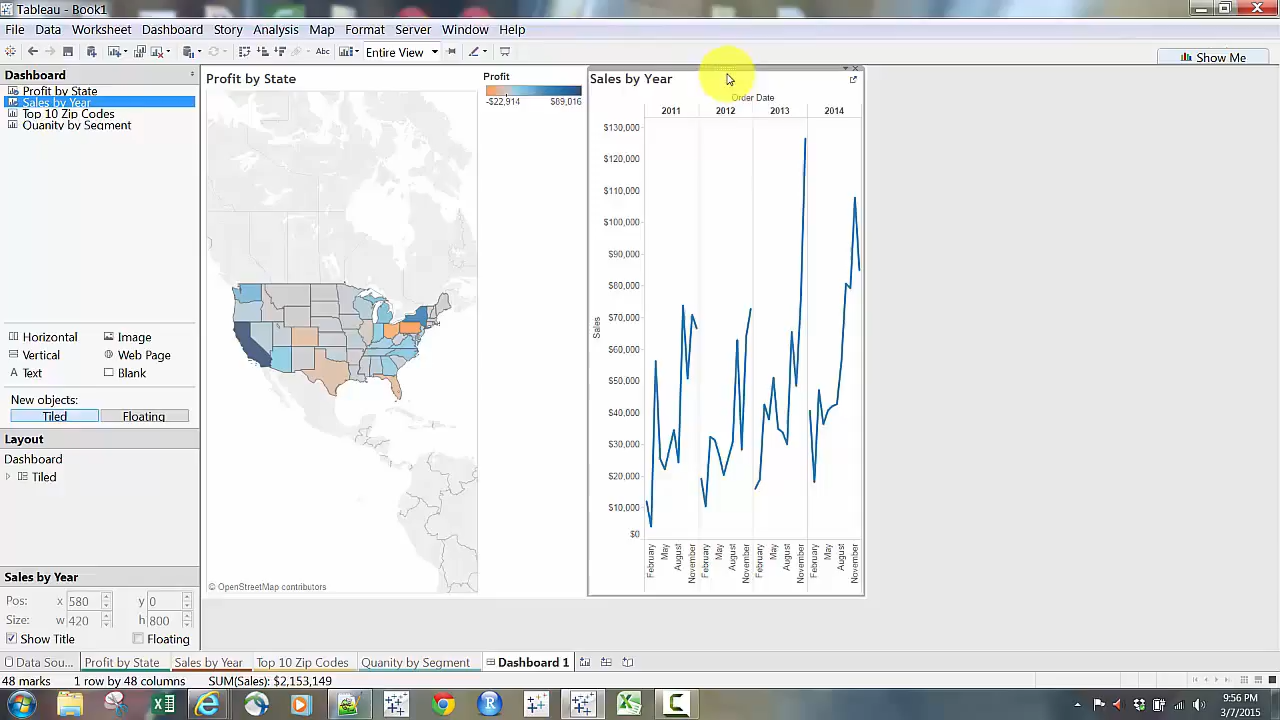 Tableau - Book1
File Data Worksheet Dashboard Story Analysis Map Format Server Window Help
Abc Entire View Show Me
Dashboard
Profit by State
Sales by Year
Top 10 Zip Codes
Quanity by Segment
Horizontal Image
Vertical Web Page
Text Blank
New objects:
Tiled Floating
Layout
Dashboard
Tiled
Sales by Year
Pos: x 580 y 0
Size: w 420 h 800
Show Title Floating
Profit by State
© OpenStreetMap contributors
Profit
-$22,914 $89,016
Sales by Year
Order Date
2011 2012 2013 2014
$130,000
$120,000
$110,000
$100,000
$90,000
$80,000
$70,000
$60,000
$50,000
$40,000
$30,000
$20,000
$10,000
$0
Sales
February May August November February May August November February May August November February May August November
Data Sou... Profit by State Sales by Year Top 10 Zip Codes Quanity by Segment Dashboard 1
48 marks 1 row by 48 columns SUM(Sales): $2,153,149
9:56 PM
3/7/2015